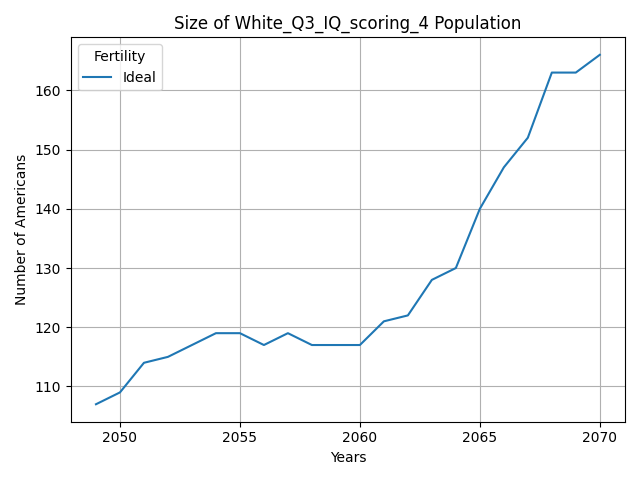 Size of White_Q3_IQ_scoring_4 Population
Fertility
Ideal
Number of Americans
160
150
140
130
120
110
2050 2055 2060 2065 2070
Years